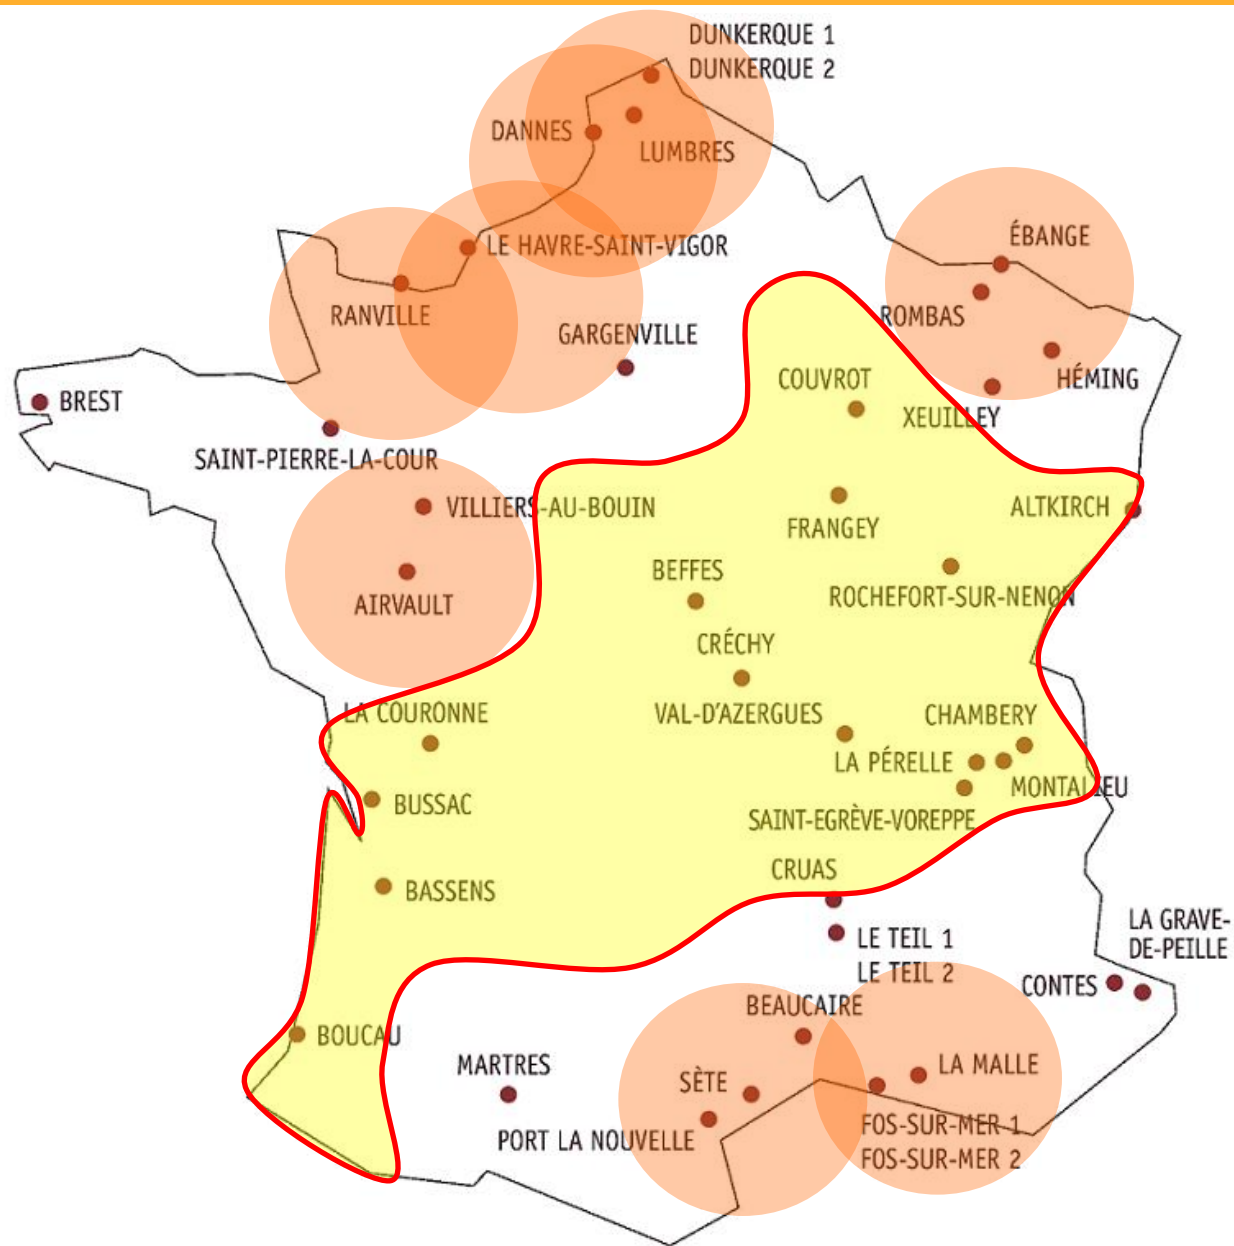 DUNKERQUE 1
DUNKERQUE 2
DANNES
LUMBRES
ÉBANGE
LE HAVRE-SAINT-VIGOR
RANVILLE
ROMBAS
GARGENVILLE
HÉMING
COUVROT
BREST
XEUILLEY
SAINT-PIERRE-LA-COUR
VILLIERS-AU-BOUIN
ALTKIRCH
FRANGEY
BEFFES
ROCHEFORT-SUR-NENON
AIRVAULT
CRÉCHY
LA COURONNE
VAL-D'AZERGUES
CHAMBERY
LA PÉRELLE
MONTALIEU
BUSSAC
SAINT-EGRÈVE-VOREPPE
CRUAS
BASSENS
LA GRAVE-
DE-PEILLE
LE TEIL 1
LE TEIL 2
CONTES
BEAUCAIRE
BOUCAU
MARTRES
LA MALLE
SÈTE
PORT LA NOUVELLE
FOS-SUR-MER 1
FOS-SUR-MER 2